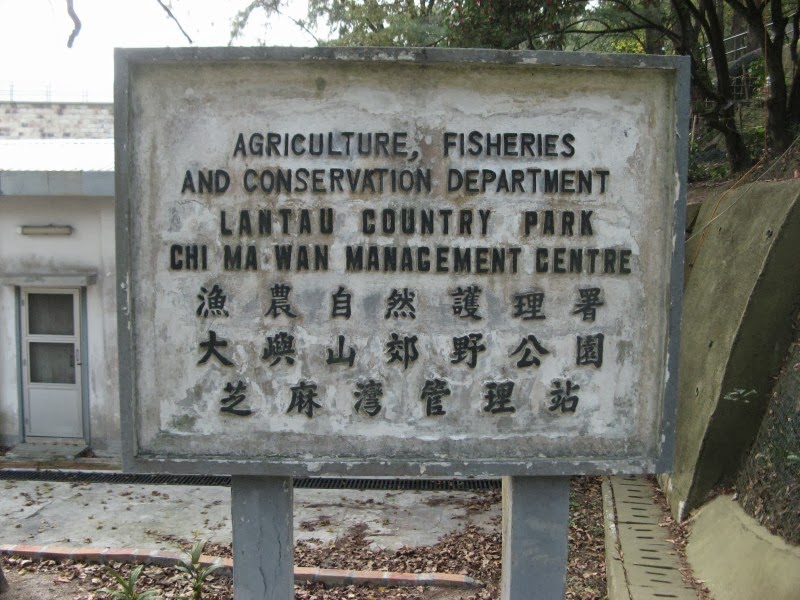 AGRICULTURE, FISHERIES
AND CONSERVATION DEPARTMENT
LANTAU COUNTRY PARK
CHI MA WAN MANAGEMENT CENTRE
漁農自然護理署
大嶼山郊野公園
芝麻灣管理站